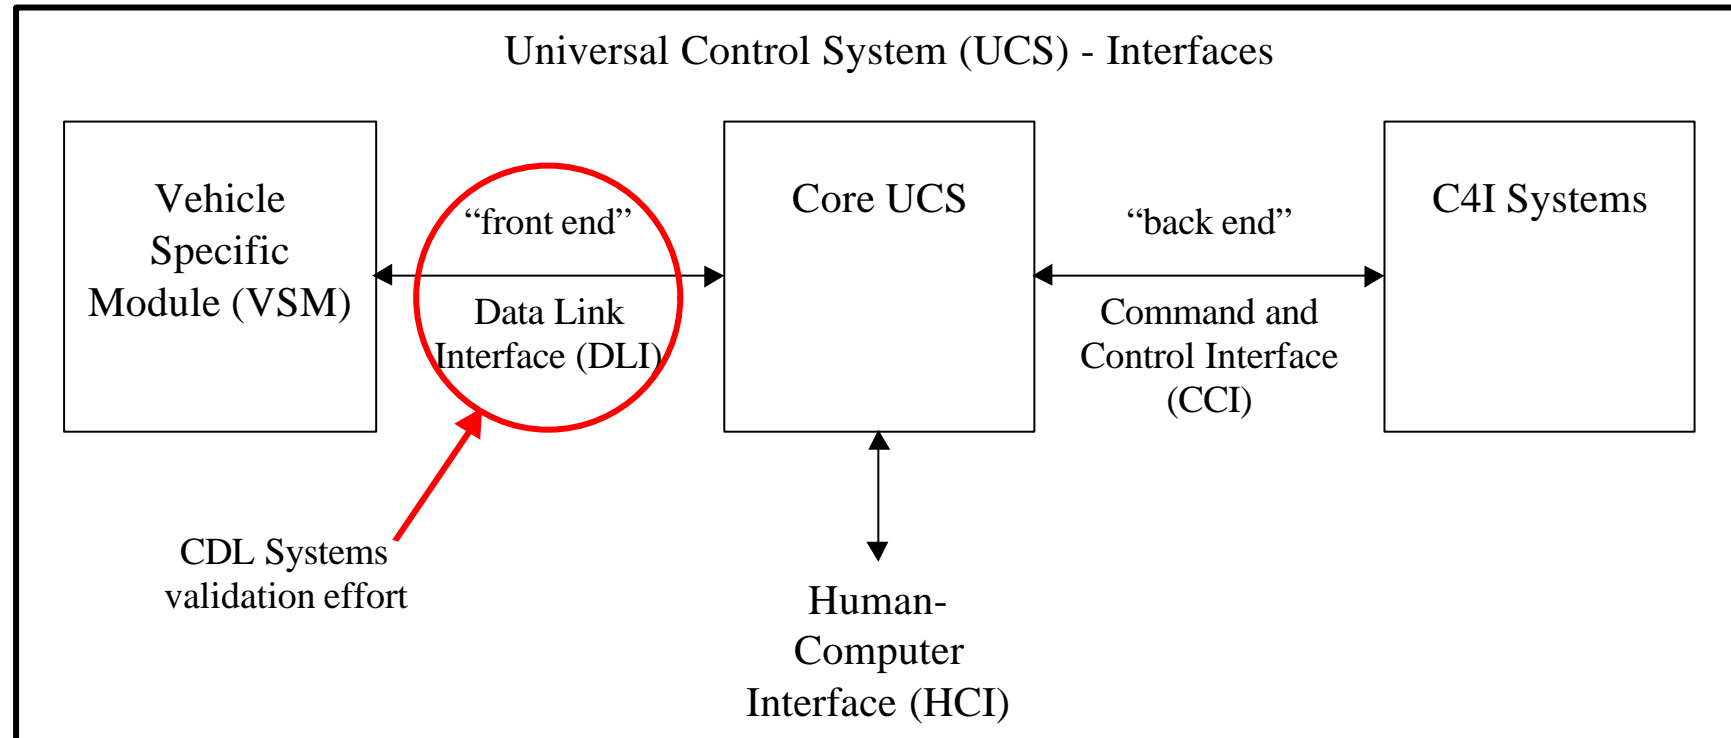 Universal Control System (UCS) - Interfaces
Vehicle
Specific
Module (VSM)
“front end”
Data Link
Interface (DLI)
Core UCS
“back end”
Command and
Control Interface
(CCI)
C4I Systems
CDL Systems
validation effort
Human-
Computer
Interface (HCI)